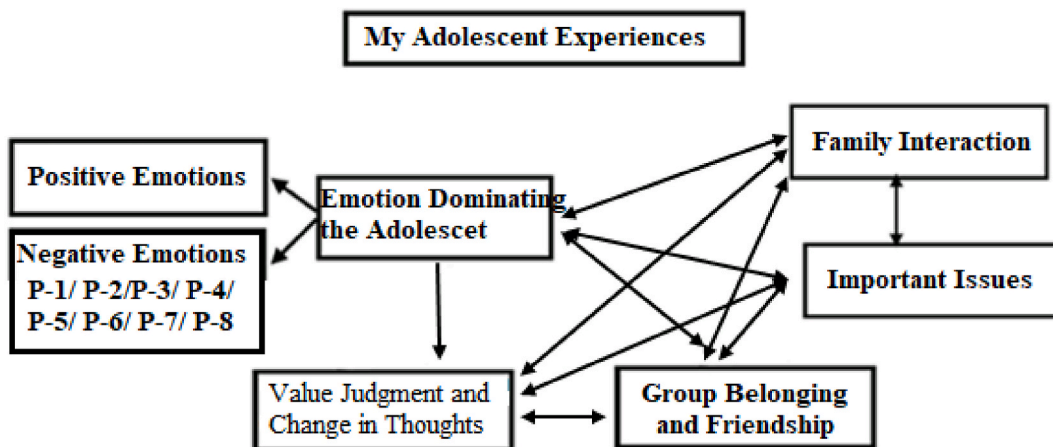 My Adolescent Experiences
Family Interaction
Positive Emotions
Emotion Dominating
the Adolescet
Negative Emotions
P-1/ P-2/P-3/ P-4/
P-5/ P-6/ P-7/ P-8
Important Issues
Value Judgment and
Change in Thoughts
Group Belonging
and Friendship